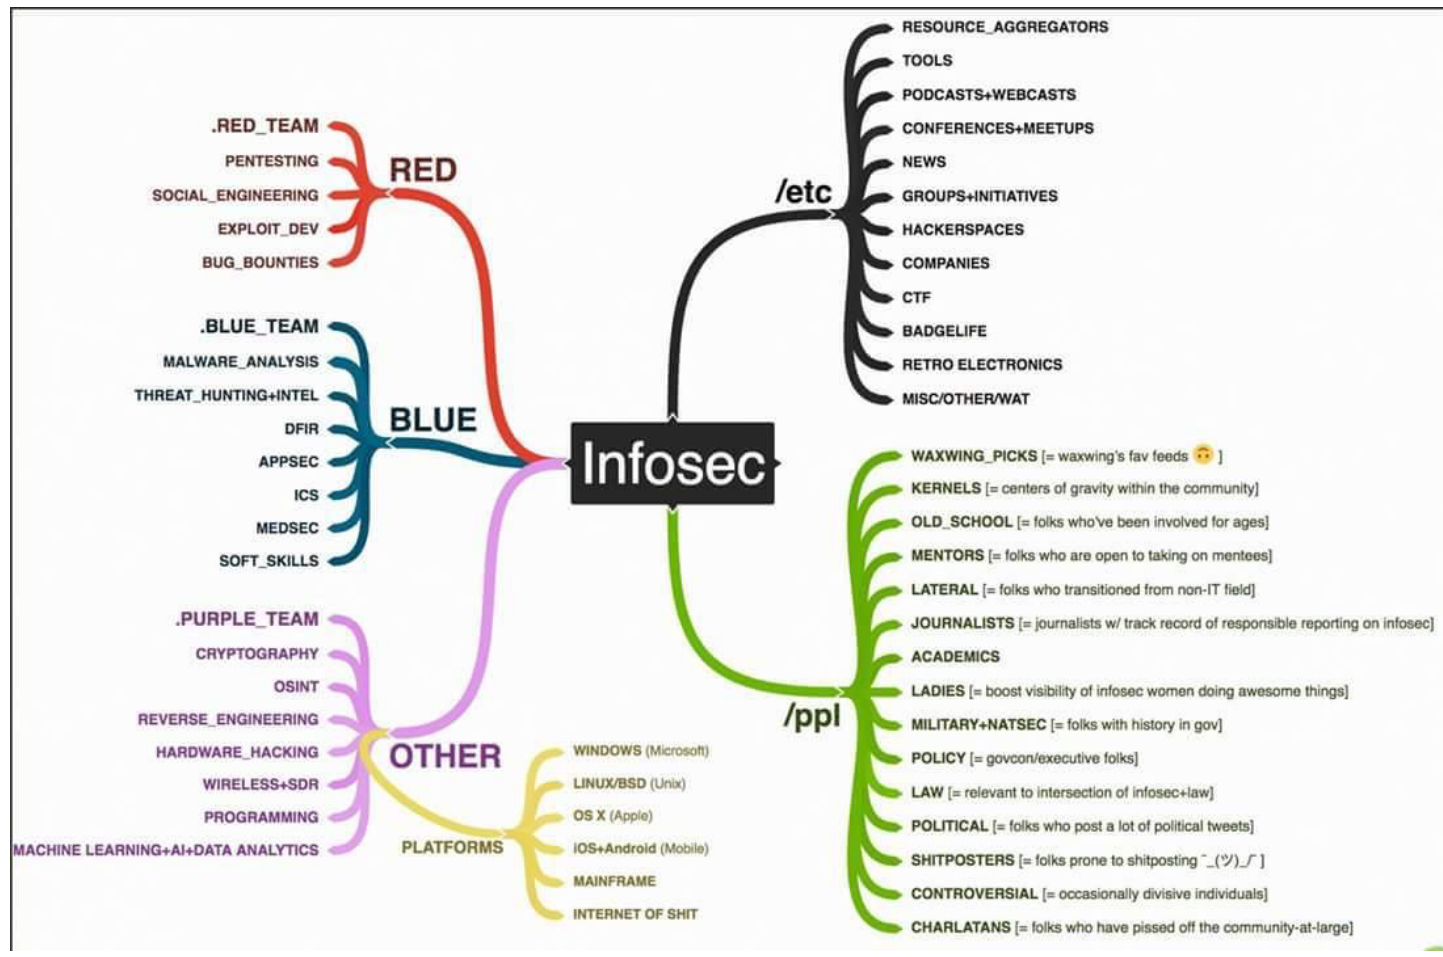 Infosec
RED
.RED_TEAM
PENTESTING
SOCIAL_ENGINEERING
EXPLOIT_DEV
BUG_BOUNTIES
BLUE
.BLUE_TEAM
MALWARE_ANALYSIS
THREAT_HUNTING+INTEL
DFIR
APPSEC
ICS
MEDSEC
SOFT_SKILLS
OTHER
.PURPLE_TEAM
CRYPTOGRAPHY
OSINT
REVERSE_ENGINEERING
HARDWARE_HACKING
WIRELESS+SDR
PROGRAMMING
MACHINE LEARNING+AI+DATA ANALYTICS
PLATFORMS
WINDOWS (Microsoft)
LINUX/BSD (Unix)
OS X (Apple)
iOS+Android (Mobile)
MAINFRAME
INTERNET OF SHIT
/etc
RESOURCE_AGGREGATORS
TOOLS
PODCASTS+WEBCASTS
CONFERENCES+MEETUPS
NEWS
GROUPS+INITIATIVES
HACKERSPACES
COMPANIES
CTF
BADGELIFE
RETRO ELECTRONICS
MISC/OTHER/WAT
/ppl
WAXWING_PICKS [= waxwing's fav feeds 🙃 ]
KERNELS [= centers of gravity within the community]
OLD_SCHOOL [= folks who've been involved for ages]
MENTORS [= folks who are open to taking on mentees]
LATERAL [= folks who transitioned from non-IT field]
JOURNALISTS [= journalists w/ track record of responsible reporting on infosec]
ACADEMICS
LADIES [= boost visibility of infosec women doing awesome things]
MILITARY+NATSEC [= folks with history in gov]
POLICY [= govcon/executive folks]
LAW [= relevant to intersection of infosec+law]
POLITICAL [= folks who post a lot of political tweets]
SHITPOSTERS [= folks prone to shitposting ¯_(ツ)_/¯ ]
CONTROVERSIAL [= occasionally divisive individuals]
CHARLATANS [= folks who have pissed off the community-at-large]